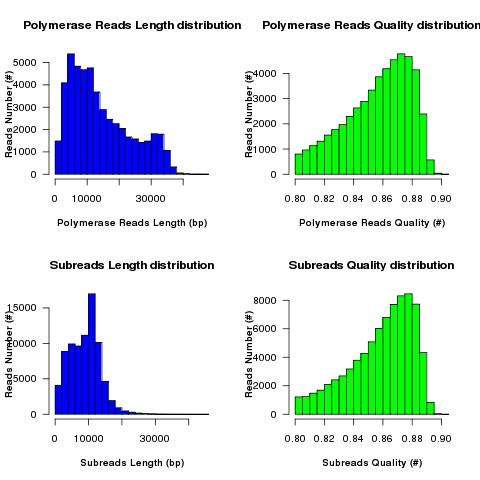 Polymerase Reads Length distribution
Reads Number (#)
5000
4000
3000
2000
1000
0
0 10000 30000
Polymerase Reads Length (bp)
Polymerase Reads Quality distribution
Reads Number (#)
4000
3000
2000
1000
0
0.80 0.82 0.84 0.86 0.88 0.90
Polymerase Reads Quality (#)
Subreads Length distribution
Reads Number (#)
15000
10000
5000
0
0 10000 30000
Subreads Length (bp)
Subreads Quality distribution
Reads Number (#)
8000
6000
4000
2000
0
0.80 0.82 0.84 0.86 0.88 0.90
Subreads Quality (#)